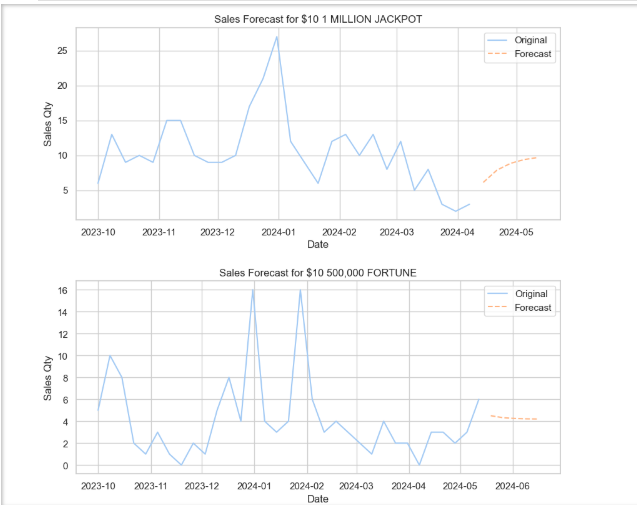 Sales Forecast for $10 1 MILLION JACKPOT
Original
Forecast
25
20
15
10
5
Sales Qty
2023-10 2023-11 2023-12 2024-01 2024-02 2024-03 2024-04 2024-05
Date
Sales Forecast for $10 500,000 FORTUNE
Original
Forecast
16
14
12
10
8
6
4
2
0
Sales Qty
2023-10 2023-11 2023-12 2024-01 2024-02 2024-03 2024-04 2024-05 2024-06
Date